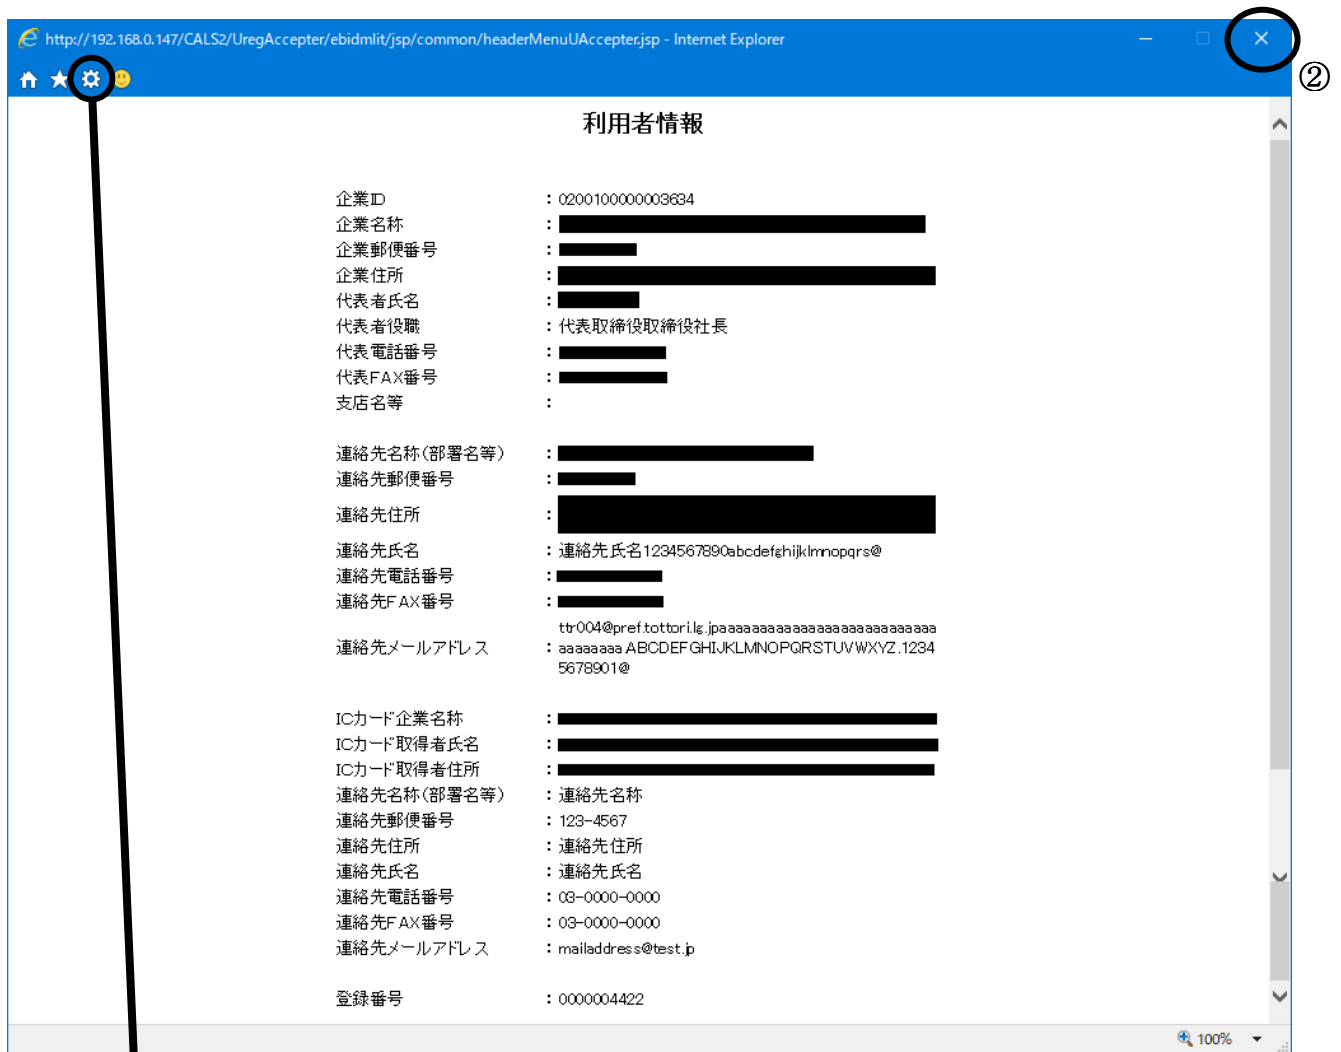 http://192.168.0.147/CALS2/UregAccepter/ebidmlit/jsp/common/headerMenuUAccepter.jsp - Internet Explorer
②
利用者情報
企業ID : 0200100000003634
企業名称 :
企業郵便番号 :
企業住所 :
代表者氏名 :
代表者役職 : 代表取締役取締役社長
代表電話番号 :
代表FAX番号 :
支店名等 :
連絡先名称(部署名等) :
連絡先郵便番号 :
連絡先住所 :
連絡先氏名 : 連絡先氏名1234567890abcdefghijklmnopqrs@
連絡先電話番号 :
連絡先FAX番号 :
ttr004@pref.tottori.lg.jpaaaaaaaaaaaaaaaaaaaaaaaaaa
連絡先メールアドレス : aaaaaaaa ABCDEFGHIJKLMNOPQRSTUVWXYZ.1234
5678901@
ICカード企業名称 :
ICカード取得者氏名 :
ICカード取得者住所 :
連絡先名称(部署名等) : 連絡先名称
連絡先郵便番号 : 123-4567
連絡先住所 : 連絡先住所
連絡先氏名 : 連絡先氏名
連絡先電話番号 : 03-0000-0000
連絡先FAX番号 : 03-0000-0000
連絡先メールアドレス : mailaddress@test.jp
登録番号 : 0000004422
100%